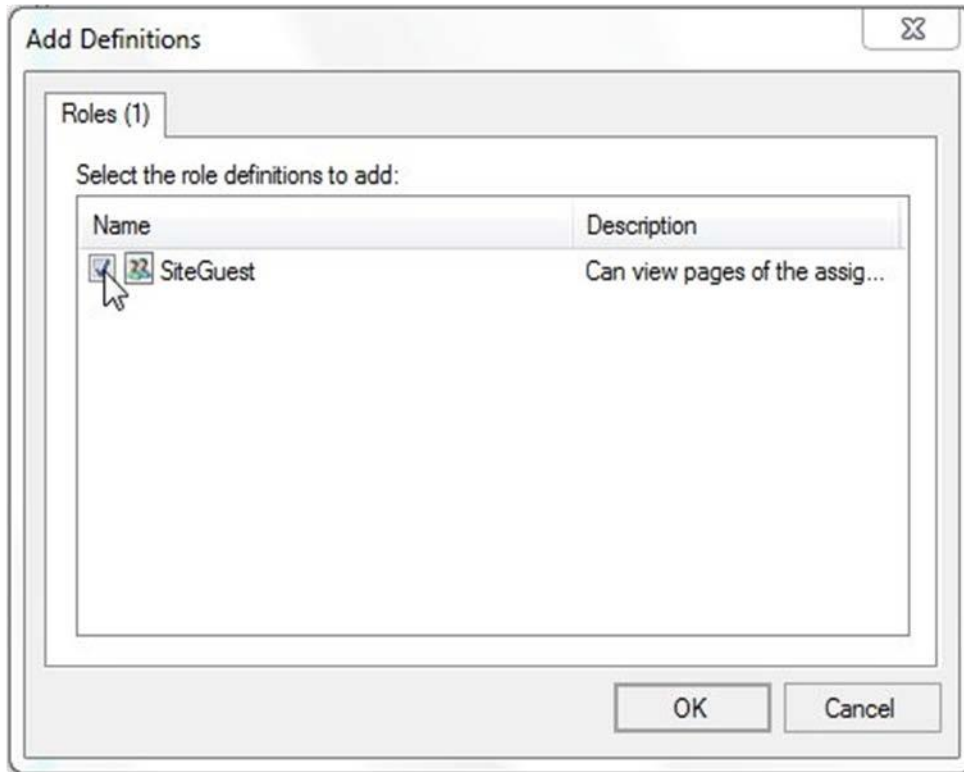 Add Definitions
Roles (1)
Select the role definitions to add:
Name Description
SiteGuest Can view pages of the assig...
OK Cancel